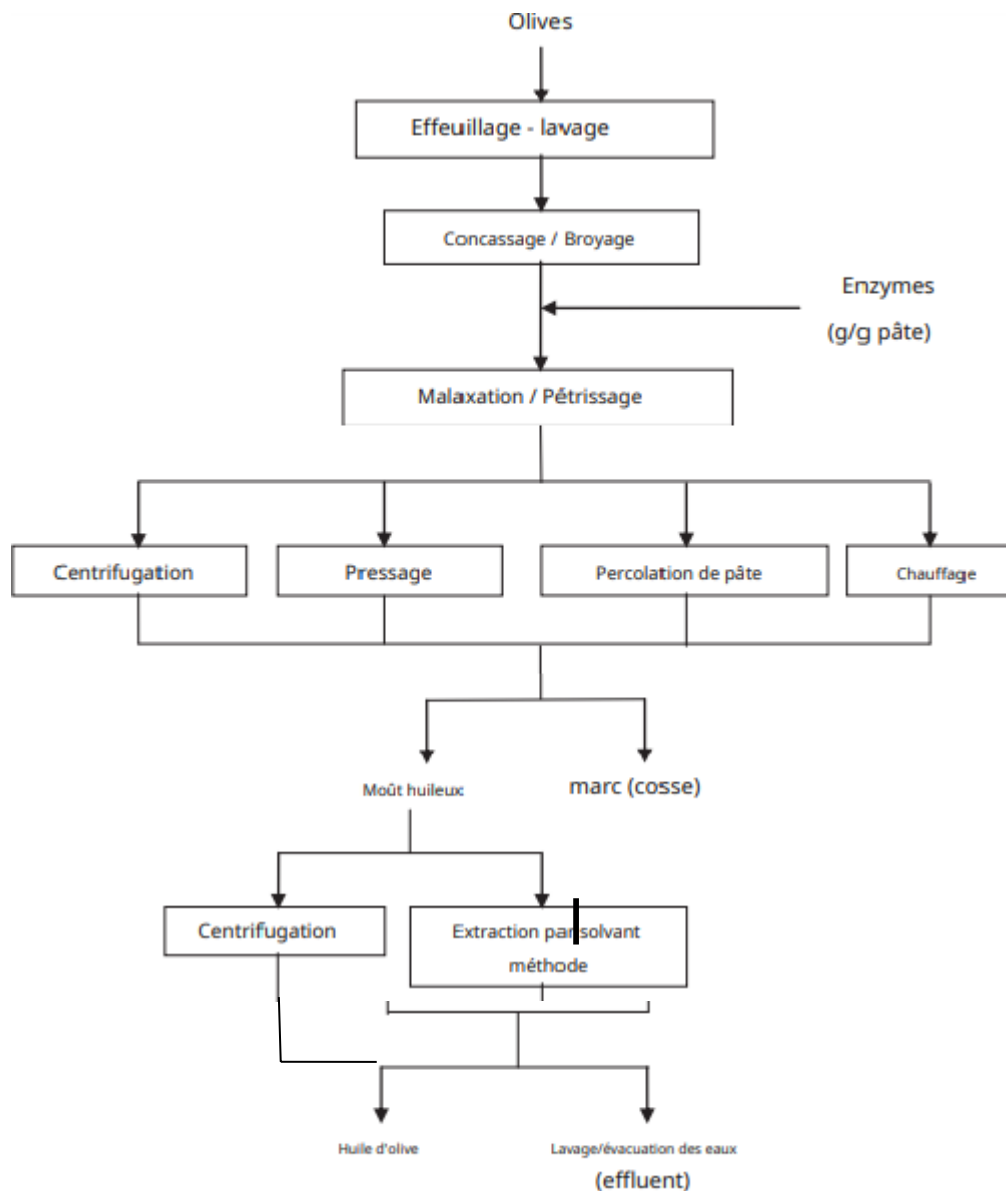 Olives
Effeuillage - lavage
Concassage / Broyage
Enzymes
(g/g pâte)
Malaxation / Pétrissage
Centrifugation
Pressage
Percolation de pâte
Chauffage
Moût huileux
marc (cosse)
Centrifugation
Extraction par solvant
méthode
Huile d'olive
Lavage/évacuation des eaux
(effluent)